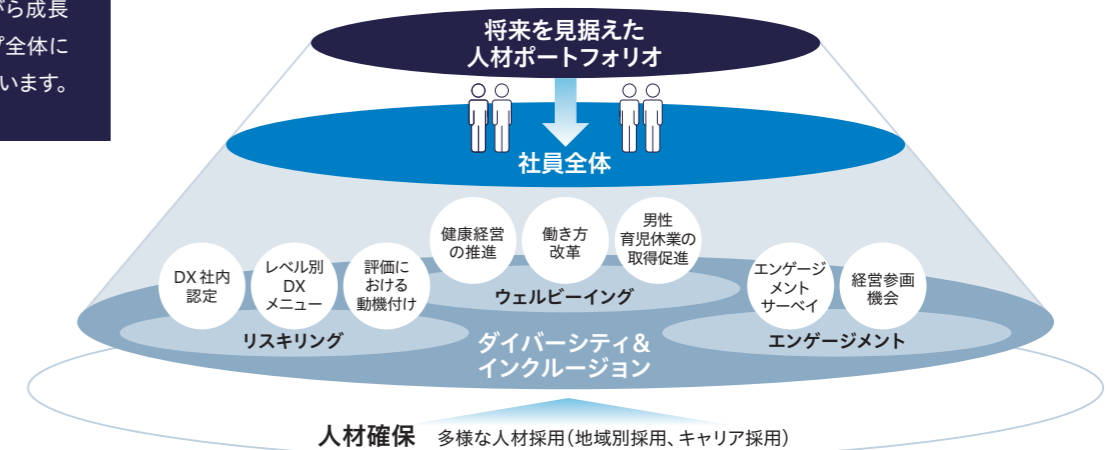 がら成長
プ全体に
います。
将来を見据えた
人材ポートフォリオ
社員全体
健康経営
の推進
働き方
改革
男性
育児休業の
取得促進
ウェルビーイング
DX社内
認定
レベル別
DX
メニュー
評価に
おける
動機付け
リスキリング
エンゲージ
メント
サーベイ
経営参画
機会
エンゲージメント
ダイバーシティ&
インクルージョン
人材確保 多様な人材採用(地域別採用、キャリア採用)